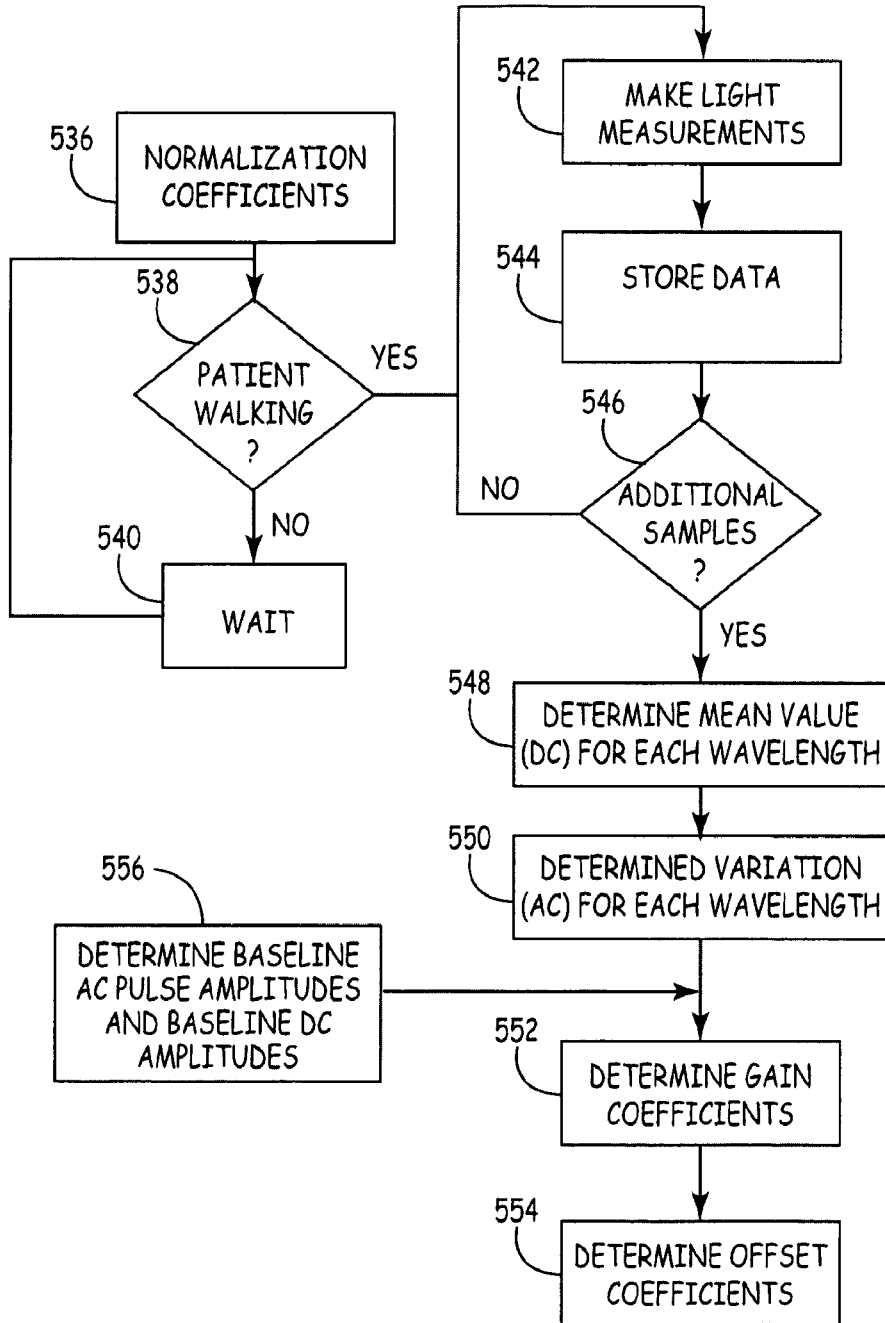 536
NORMALIZATION
COEFFICIENTS
538
PATIENT
WALKING
?
YES
NO
540
WAIT
542
MAKE LIGHT
MEASUREMENTS
544
STORE DATA
546
ADDITIONAL
SAMPLES
?
NO
YES
548
DETERMINE MEAN VALUE
(DC) FOR EACH WAVELENGTH
550
DETERMINED VARIATION
(AC) FOR EACH WAVELENGTH
556
DETERMINE BASELINE
AC PULSE AMPLITUDES
AND BASELINE DC
AMPLITUDES
552
DETERMINE GAIN
COEFFICIENTS
554
DETERMINE OFFSET
COEFFICIENTS